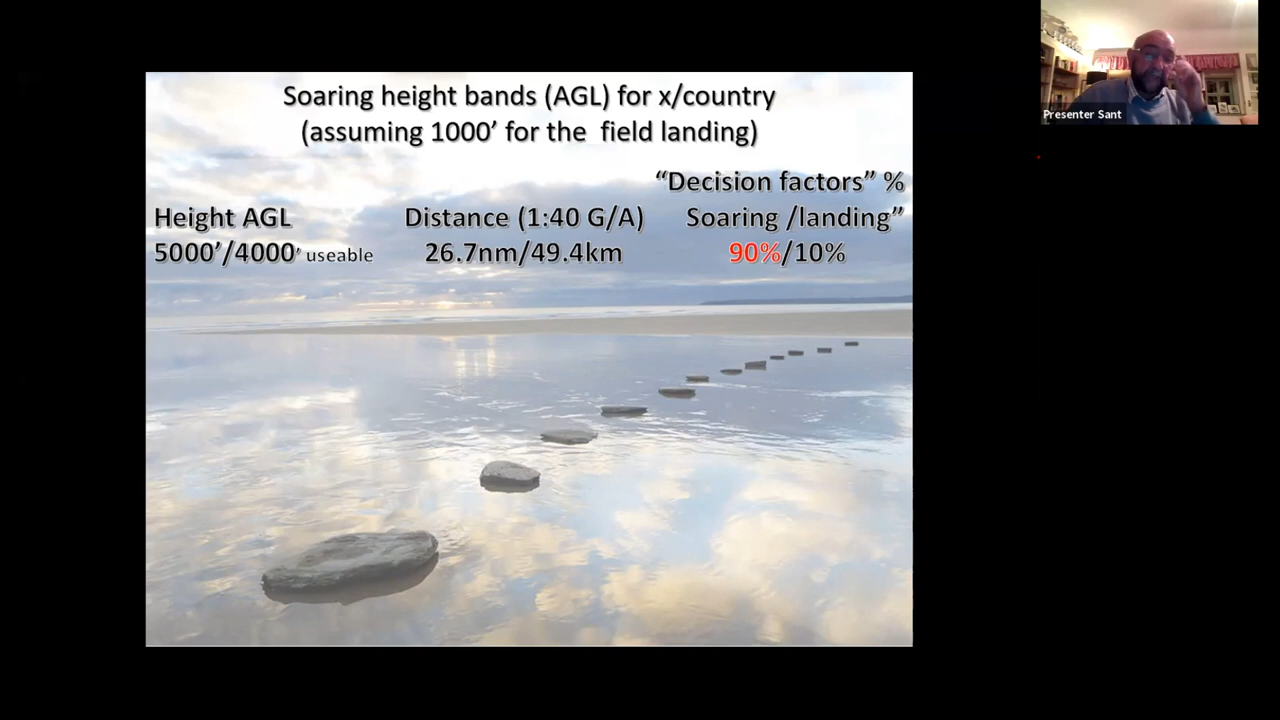 Soaring height bands (AGL) for x/country
(assuming 1000’ for the  field landing)
“Decision factors” %
Height AGL
Distance (1:40 G/A)
Soaring /landing”
5000’/4000’ useable
26.7nm/49.4km
90%/10%
Presenter Sant